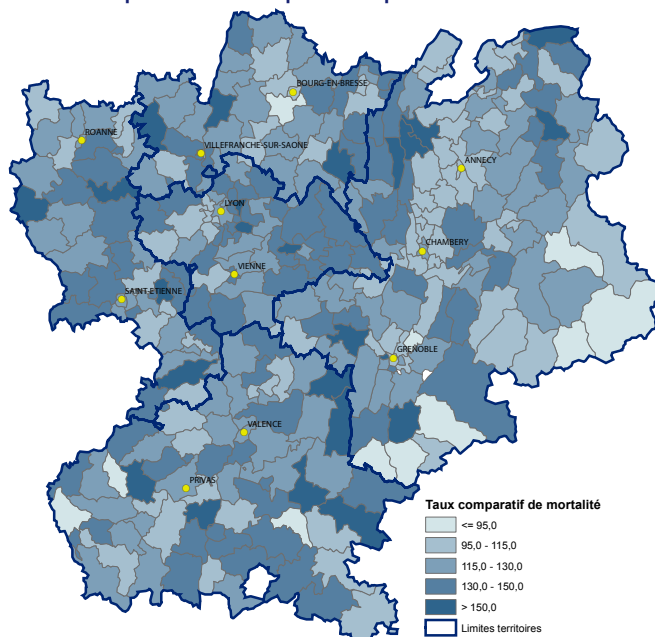 BOURG-EN-BRESSE
ROANNE
VILLEFRANCHE-SUR-SAONE
ANNECY
LYON
CHAMBERY
VIENNE
SAINT-ETIENNE
GRENOBLE
VALENCE
PRIVAS
Taux comparatif de mortalité
<= 95,0
95,0 - 115,0
115,0 - 130,0
130,0 - 150,0
> 150,0
Limites territoires